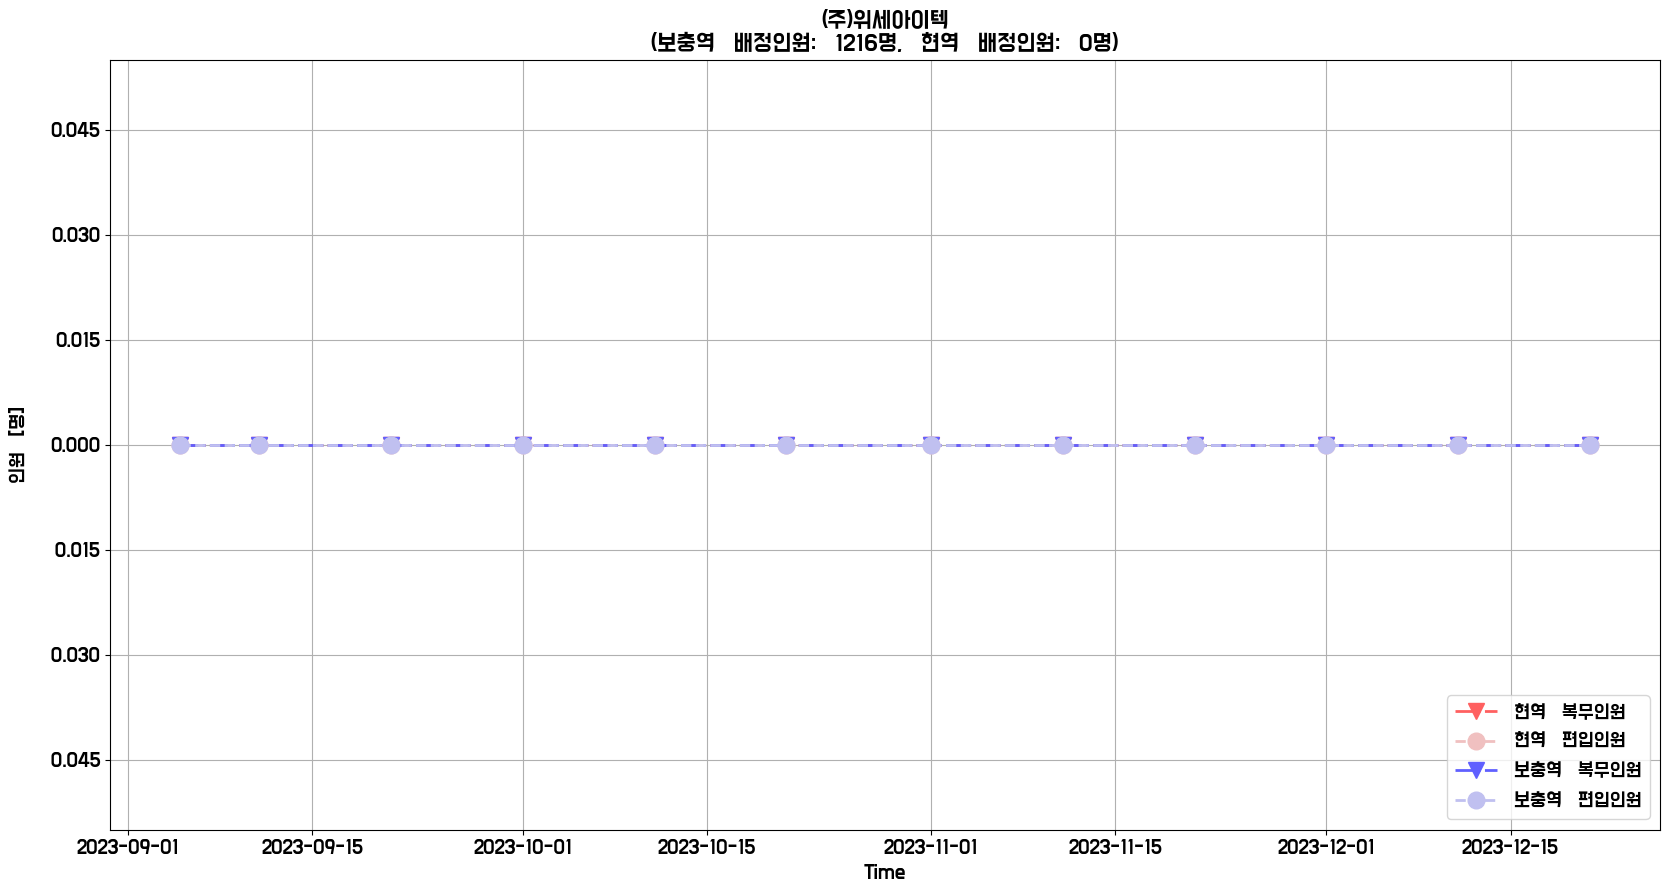 (주)위세아이텍
(보충역 배정인원: 1216명, 현역 배정인원: 0명)
0.045
0.030
0.015
0.000
0.015
0.030
0.045
인원 [명]
2023-09-01
2023-09-15
2023-10-01
2023-10-15
2023-11-01
2023-11-15
2023-12-01
2023-12-15
Time
현역 복무인원
현역 편입인원
보충역 복무인원
보충역 편입인원